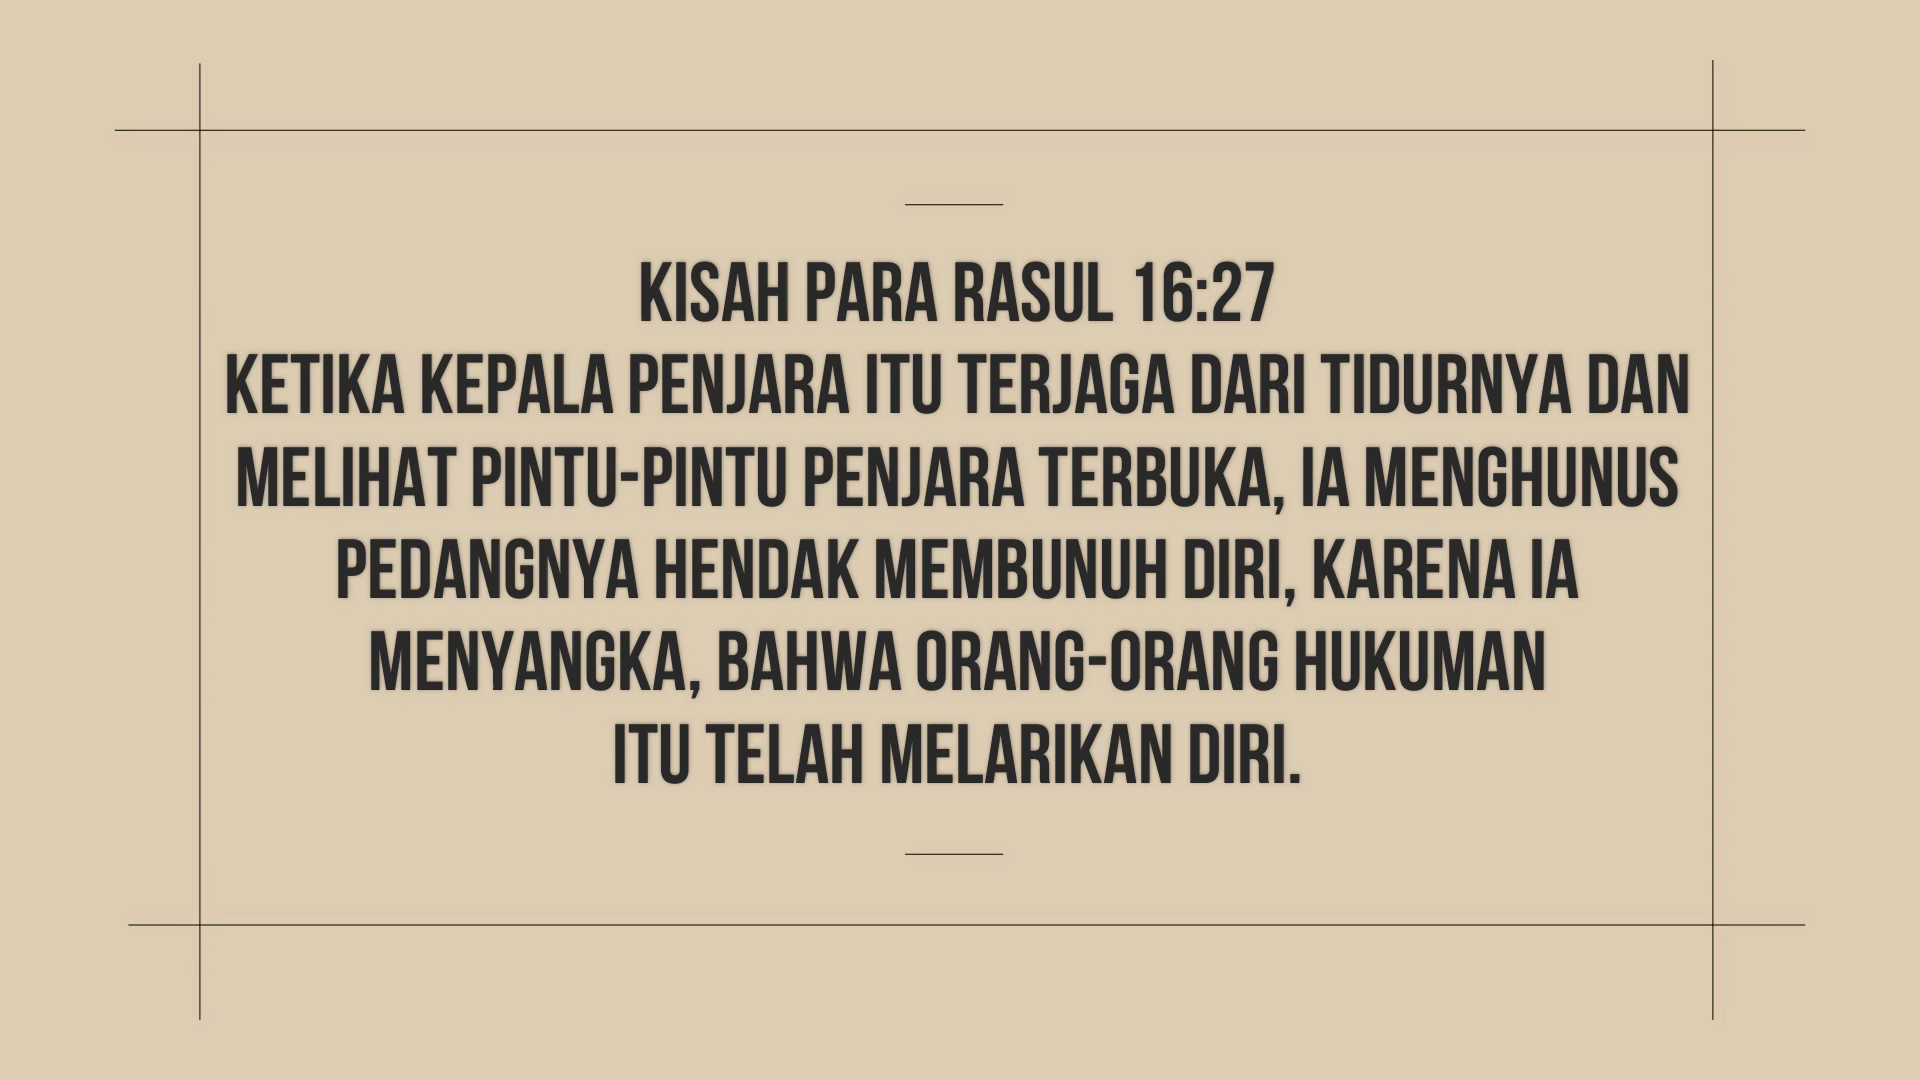 KISAH PARA RASUL 16:27
KETIKA KEPALA PENJARA ITU TERJAGA DARI TIDURNYA DAN
MELIHAT PINTU-PINTU PENJARA TERBUKA, IA MENGHUNUS
PEDANGNYA HENDAK MEMBUNUH DIRI, KARENA IA
MENYANGKA, BAHWA ORANG-ORANG HUKUMAN
ITU TELAH MELARIKAN DIRI.